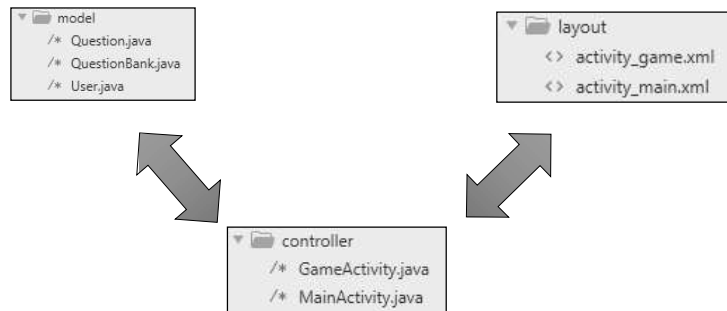 model
/* Question.java
/* QuestionBank.java
/* User.java
layout
<> activity_game.xml
<> activity_main.xml
controller
/* GameActivity.java
/* MainActivity.java